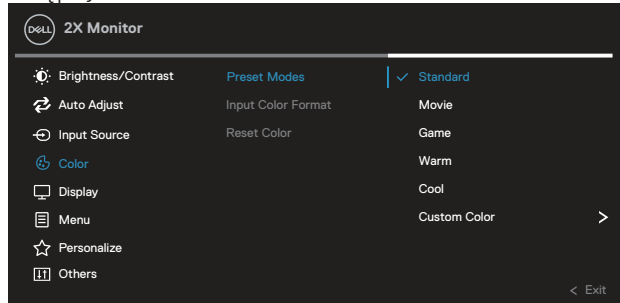 DELL 2X Monitor
Brightness/Contrast Preset Modes Standard
Auto Adjust Input Color Format Movie
Input Source Reset Color Game
Color Warm
Display Cool
Menu Custom Color >
Personalize
Others
< Exit